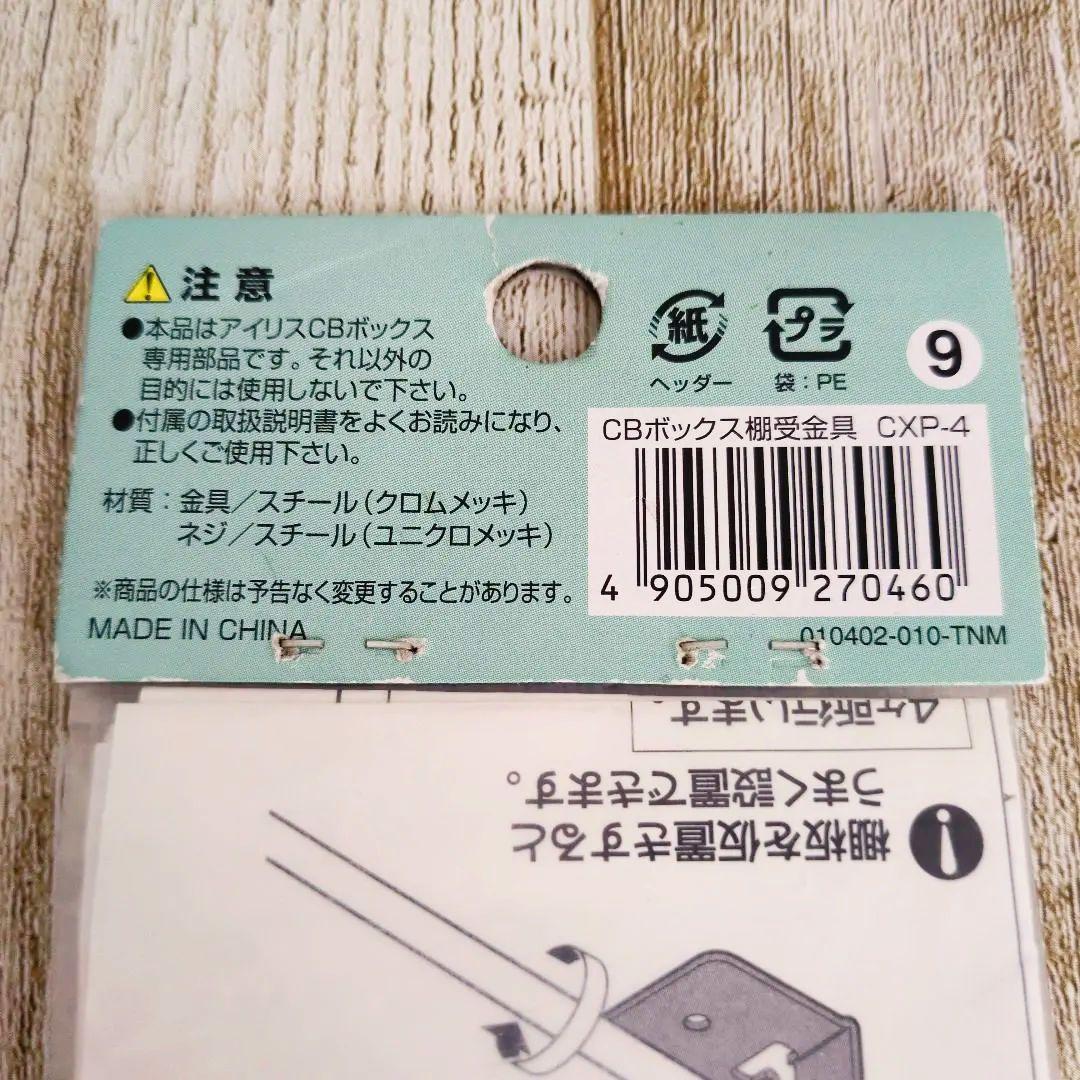 注意
●本品はアイリスCBボックス
専用部品です。それ以外の
目的には使用しないで下さい。
●付属の取扱説明書をよくお読みになり、
正しくご使用下さい。
材質：金具／スチール（クロムメッキ）
ネジ／スチール（ユニクロメッキ）
※商品の仕様は予告なく変更することがあります。
MADE IN CHINA
紙
ヘッダー
プラ
袋：PE
9
CBボックス棚受金具 CXP-4
4 905009 270460
010402-010-TNM
棚板を仮置きすると
うまく設置できます。
4ヶ所行います。